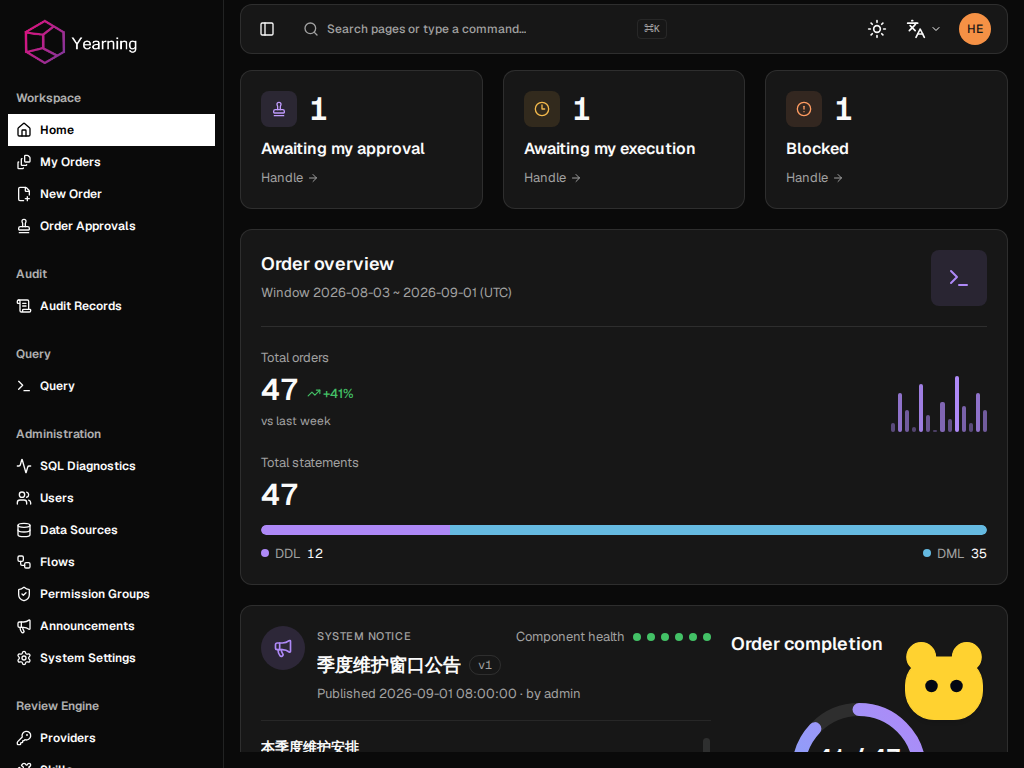 Yearning
Search pages or type a command...
⌘K
HE
Workspace
Home
My Orders
New Order
Order Approvals
Audit
Audit Records
Query
Query
Administration
SQL Diagnostics
Users
Data Sources
Flows
Permission Groups
Announcements
System Settings
Review Engine
Providers
1
Awaiting my approval
Handle →
1
Awaiting my execution
Handle →
1
Blocked
Handle →
Order overview
Window 2026-08-03 ~ 2026-09-01 (UTC)
Total orders
47 +41%
vs last week
Total statements
47
DDL 12
DML 35
SYSTEM NOTICE
Component health
季度维护窗口公告 v1
Published 2026-09-01 08:00:00 · by admin
本季度维护安排
Order completion